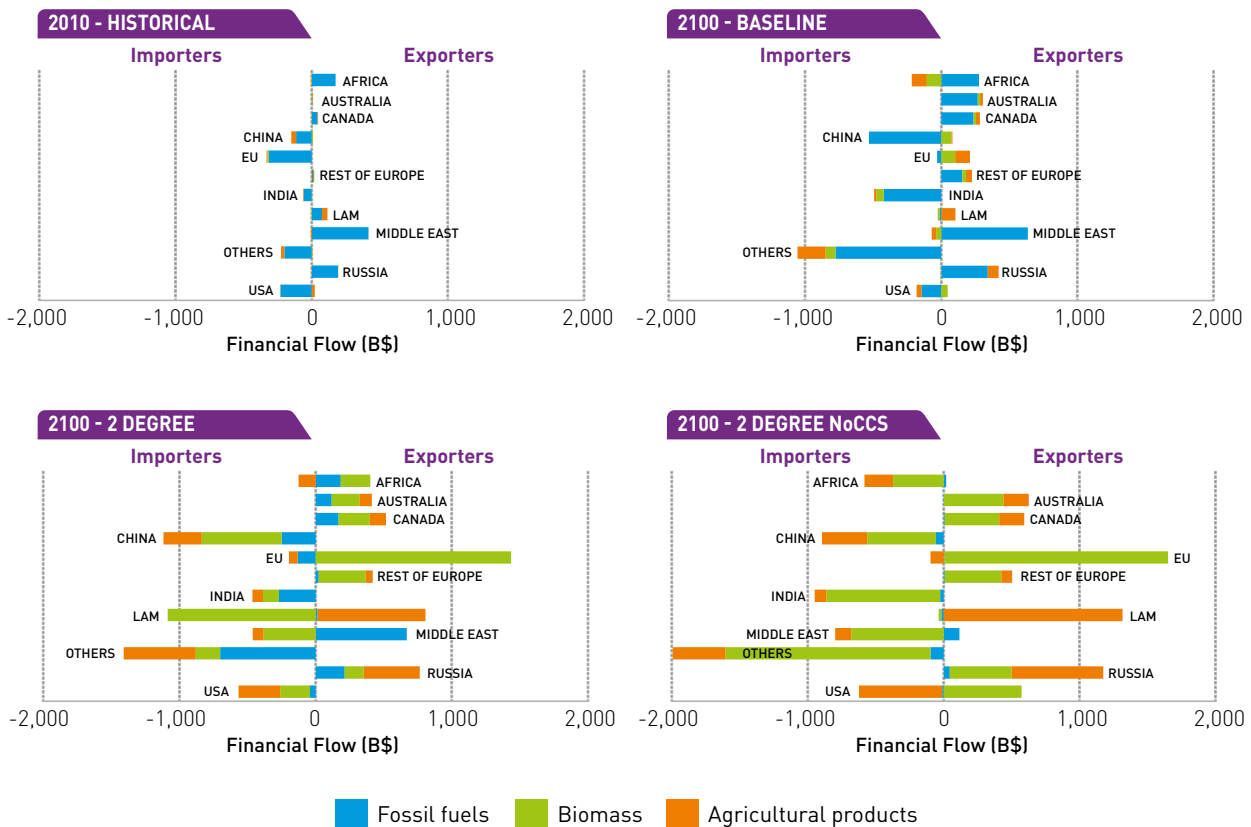 2010 - HISTORICAL
Importers Exporters
AFRICA
AUSTRALIA
CANADA
CHINA
EU
REST OF EUROPE
INDIA
LAM
MIDDLE EAST
OTHERS
RUSSIA
USA
-2,000 -1,000 0 1,000 2,000
Financial Flow (B$)
2100 - BASELINE
Importers Exporters
AFRICA
AUSTRALIA
CANADA
CHINA
EU
REST OF EUROPE
INDIA
LAM
MIDDLE EAST
OTHERS
RUSSIA
USA
-2,000 -1,000 0 1,000 2,000
Financial Flow (B$)
2100 - 2 DEGREE
Importers Exporters
AFRICA
AUSTRALIA
CANADA
CHINA
EU
REST OF EUROPE
INDIA
LAM
MIDDLE EAST
OTHERS
RUSSIA
USA
-2,000 -1,000 0 1,000 2,000
Financial Flow (B$)
2100 - 2 DEGREE NoCCS
Importers Exporters
AFRICA
AUSTRALIA
CANADA
CHINA
EU
REST OF EUROPE
INDIA
LAM
MIDDLE EAST
OTHERS
RUSSIA
USA
-2,000 -1,000 0 1,000 2,000
Financial Flow (B$)
Fossil fuels Biomass Agricultural products